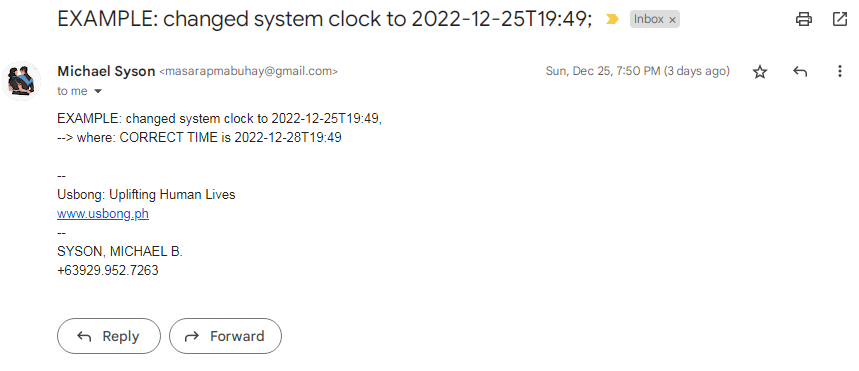 EXAMPLE: changed system clock to 2022-12-25T19:49; Inbox ×
Michael Syson <masarapmabuhay@gmail.com> Sun, Dec 25, 7:50 PM (3 days ago)
to me
EXAMPLE: changed system clock to 2022-12-25T19:49,
--> where: CORRECT TIME is 2022-12-28T19:49
--
Usbong: Uplifting Human Lives
www.usbong.ph
--
SYSON, MICHAEL B.
+63929.952.7263
Reply Forward